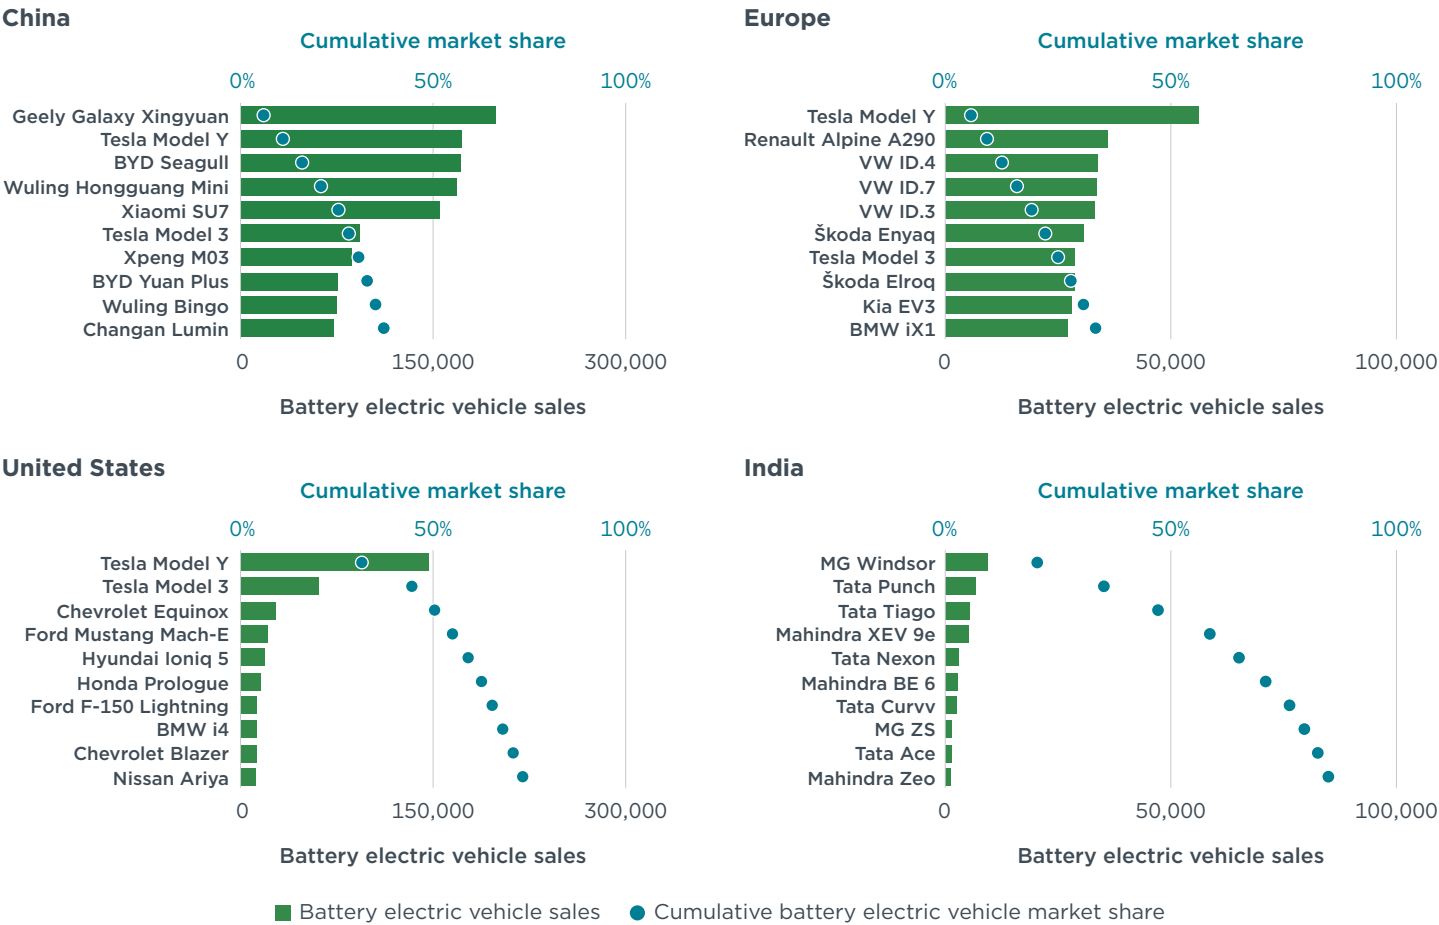 China
Cumulative market share
0% 50% 100%
Geely Galaxy Xingyuan
Tesla Model Y
BYD Seagull
Wuling Hongguang Mini
Xiaomi SU7
Tesla Model 3
Xpeng M03
BYD Yuan Plus
Wuling Bingo
Changan Lumin
0 150,000 300,000
Battery electric vehicle sales
Europe
Cumulative market share
0% 50% 100%
Tesla Model Y
Renault Alpine A290
VW ID.4
VW ID.7
VW ID.3
Škoda Enyaq
Tesla Model 3
Škoda Elroq
Kia EV3
BMW iX1
0 50,000 100,000
Battery electric vehicle sales
United States
Cumulative market share
0% 50% 100%
Tesla Model Y
Tesla Model 3
Chevrolet Equinox
Ford Mustang Mach-E
Hyundai Ioniq 5
Honda Prologue
Ford F-150 Lightning
BMW i4
Chevrolet Blazer
Nissan Ariya
0 150,000 300,000
Battery electric vehicle sales
India
Cumulative market share
0% 50% 100%
MG Windsor
Tata Punch
Tata Tiago
Mahindra XEV 9e
Tata Nexon
Mahindra BE 6
Tata Curvv
MG ZS
Tata Ace
Mahindra Zeo
0 50,000 100,000
Battery electric vehicle sales
Battery electric vehicle sales Cumulative battery electric vehicle market share